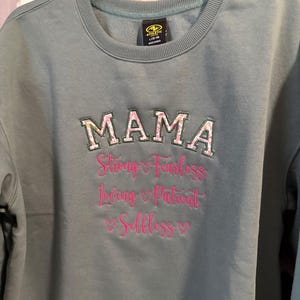 MAMA
Strong Fearless
Loving Patient
Selfless